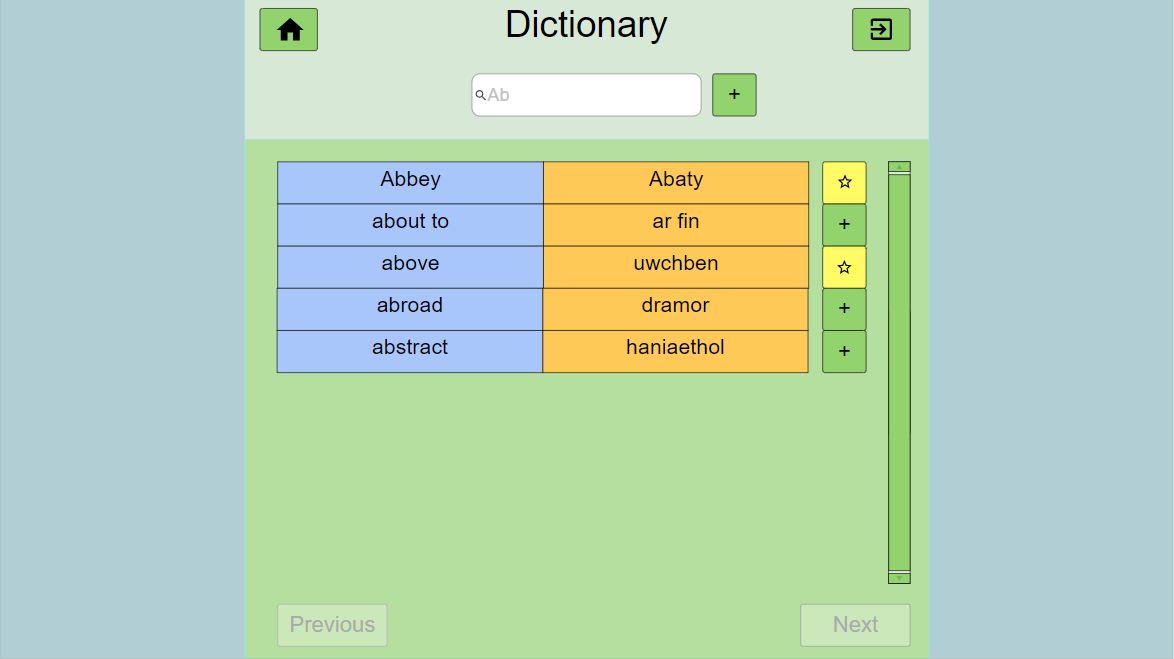 Dictionary
Ab
+
Abbey Abaty
about to ar fin +
above uwchben
abroad dramor +
abstract haniaethol +
Previous Next